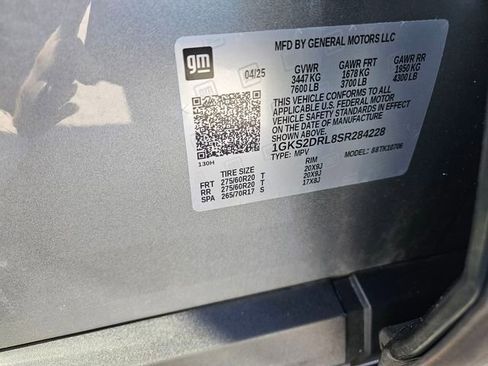 gm
MFD BY GENERAL MOTORS LLC
04/25 GVWR GAWR FRT GAWR RR
3447 KG 1678 KG 1950 KG
7600 LB 3700 LB 4300 LB
THIS VEHICLE CONFORMS TO ALL
APPLICABLE U.S. FEDERAL MOTOR
VEHICLE SAFETY STANDARDS IN EFFECT
ON THE DATE OF MANUFACTURE
SHOWN ABOVE.
1GKS2DRL8SR284228
TYPE: MPV MODEL: 88TK10706
130H
TIRE SIZE RIM
FRT 275/60R20 T 20X9J
RR 275/60R20 T 20X9J
SPA 265/70R17 S 17X8J